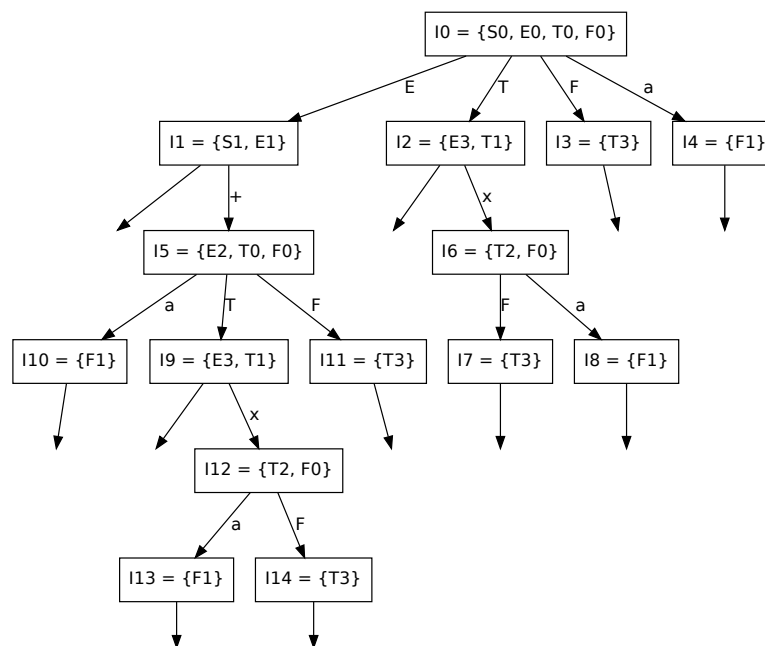 I0 = {S0, E0, T0, F0}
E
T
F
a
I1 = {S1, E1}
I2 = {E3, T1}
I3 = {T3}
I4 = {F1}
+
x
I5 = {E2, T0, F0}
I6 = {T2, F0}
a
T
F
F
a
I10 = {F1}
I9 = {E3, T1}
I11 = {T3}
I7 = {T3}
I8 = {F1}
x
I12 = {T2, F0}
a
F
I13 = {F1}
I14 = {T3}